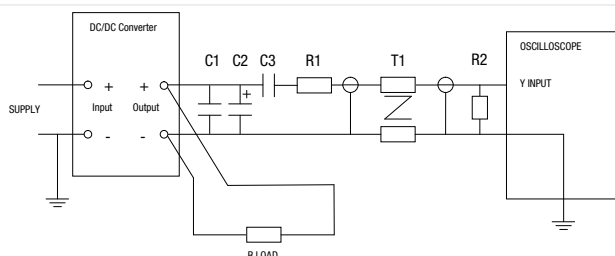 DC/DC Converter
C1 C2 C3 R1 T1 R2
OSCILLOSCOPE
Y INPUT
+ + +
SUPPLY Input Output
- -
R LOAD